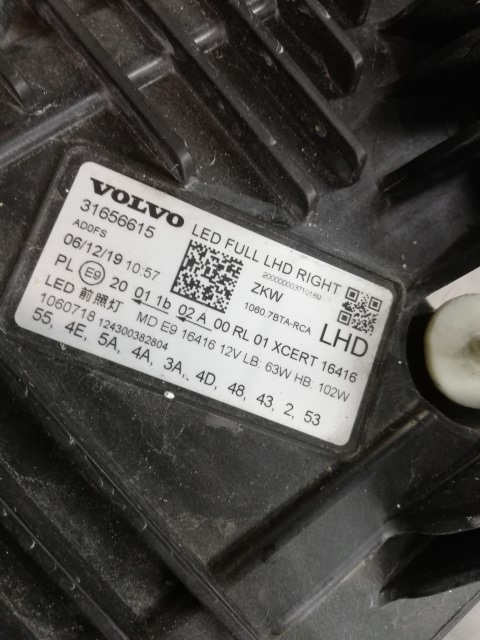 VOLVO LED FULL LHD RIGHT
31656615
AD0FS
06/12/19 10:57
ZKW
1060.7BTA-RCA
LHD
PL E9 20 01 1b 02 A 00 RL 01 XCERT 16416
LED 前照灯 MD E9 16416 12V LB: 63W HB: 102W
1060718 124300382804
55, 4E, 5A, 4A, 3A, 4D, 48, 43, 2, 53